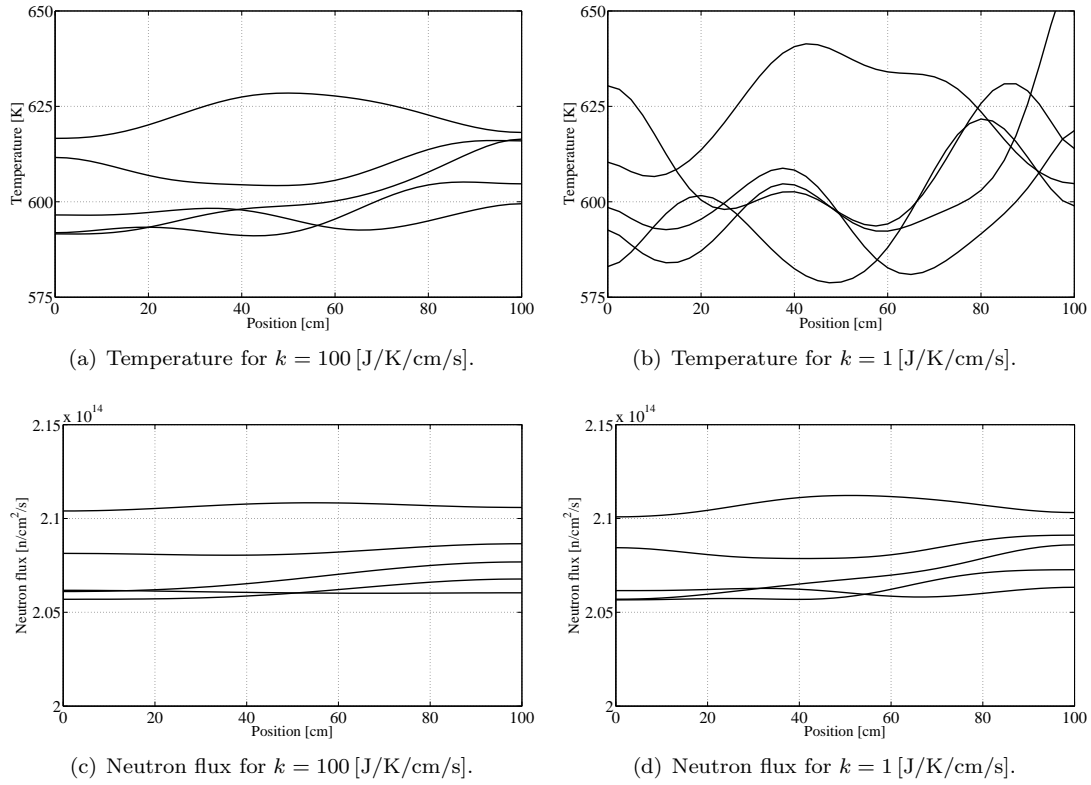 650
625
600
575
0 20 40 60 80 100
Temperature [K]
Position [cm]
(a) Temperature for k = 100 [J/K/cm/s].
650
625
600
575
0 20 40 60 80 100
Temperature [K]
Position [cm]
(b) Temperature for k = 1 [J/K/cm/s].
x 10^14
2.15
2.1
2.05
2
0 20 40 60 80 100
Neutron flux [n/cm²/s]
Position [cm]
(c) Neutron flux for k = 100 [J/K/cm/s].
x 10^14
2.15
2.1
2.05
2
0 20 40 60 80 100
Neutron flux [n/cm²/s]
Position [cm]
(d) Neutron flux for k = 1 [J/K/cm/s].